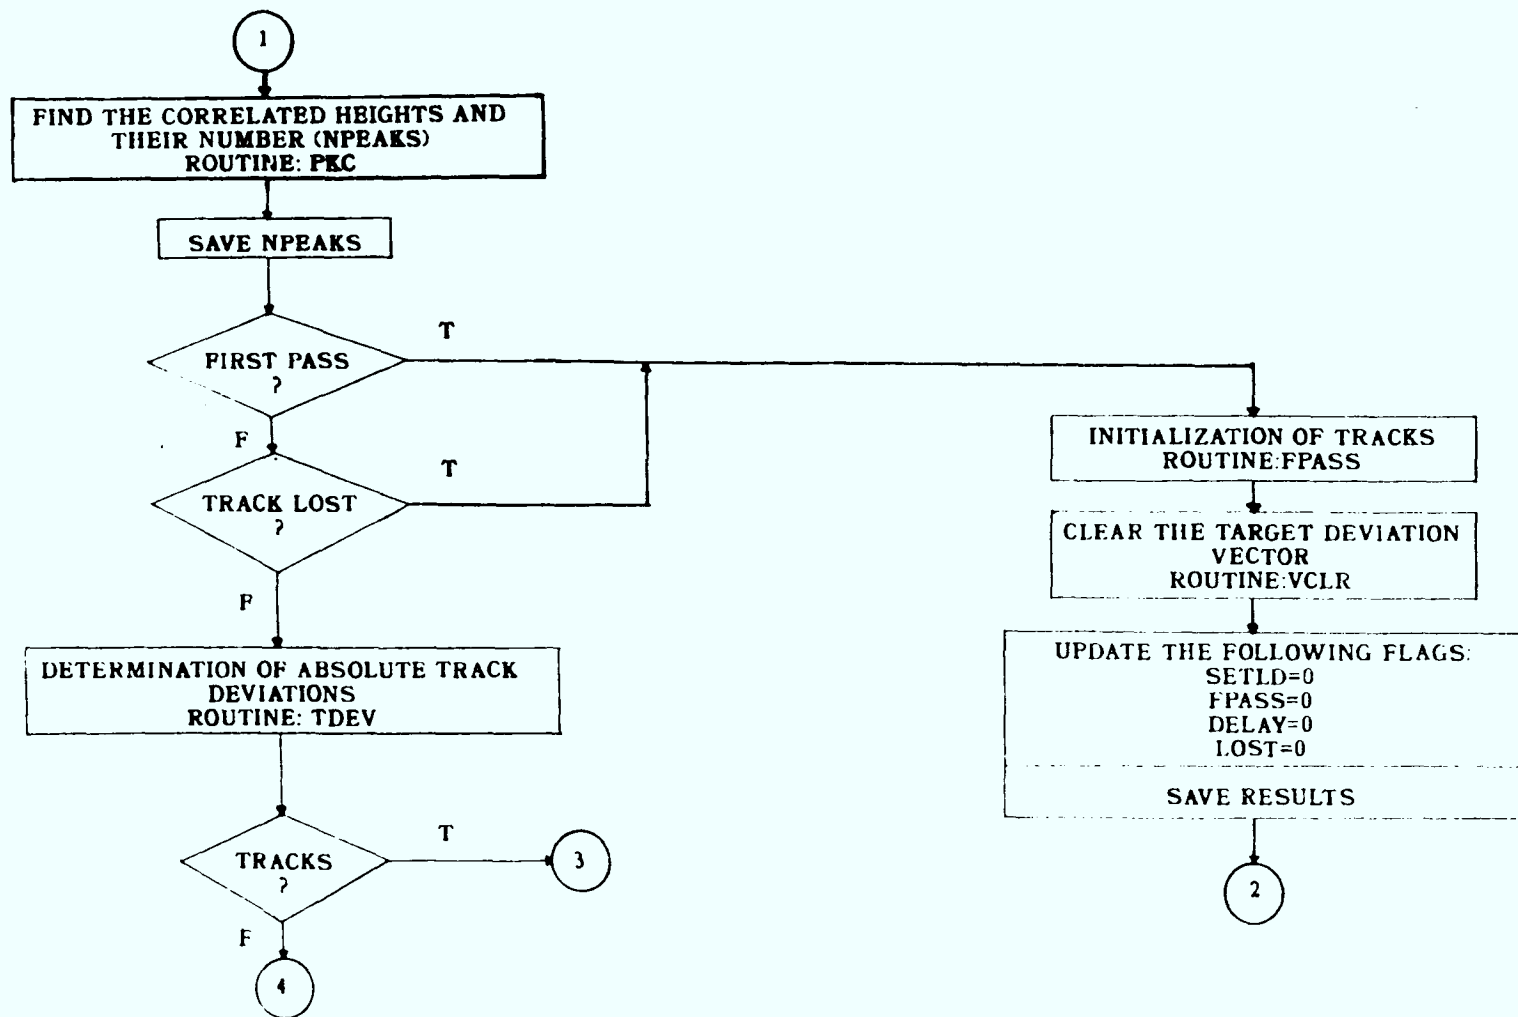 1
FIND THE CORRELATED HEIGHTS AND
THEIR NUMBER (NPEAKS)
ROUTINE: PKC
SAVE NPEAKS
T
FIRST PASS
?
F
T
TRACK LOST
?
F
DETERMINATION OF ABSOLUTE TRACK
DEVIATIONS
ROUTINE: TDEV
T
TRACKS
?
3
F
4
INITIALIZATION OF TRACKS
ROUTINE:FPASS
CLEAR THE TARGET DEVIATION
VECTOR
ROUTINE:VCLR
UPDATE THE FOLLOWING FLAGS:
SETLD=0
FPASS=0
DELAY=0
LOST=0
SAVE RESULTS
2